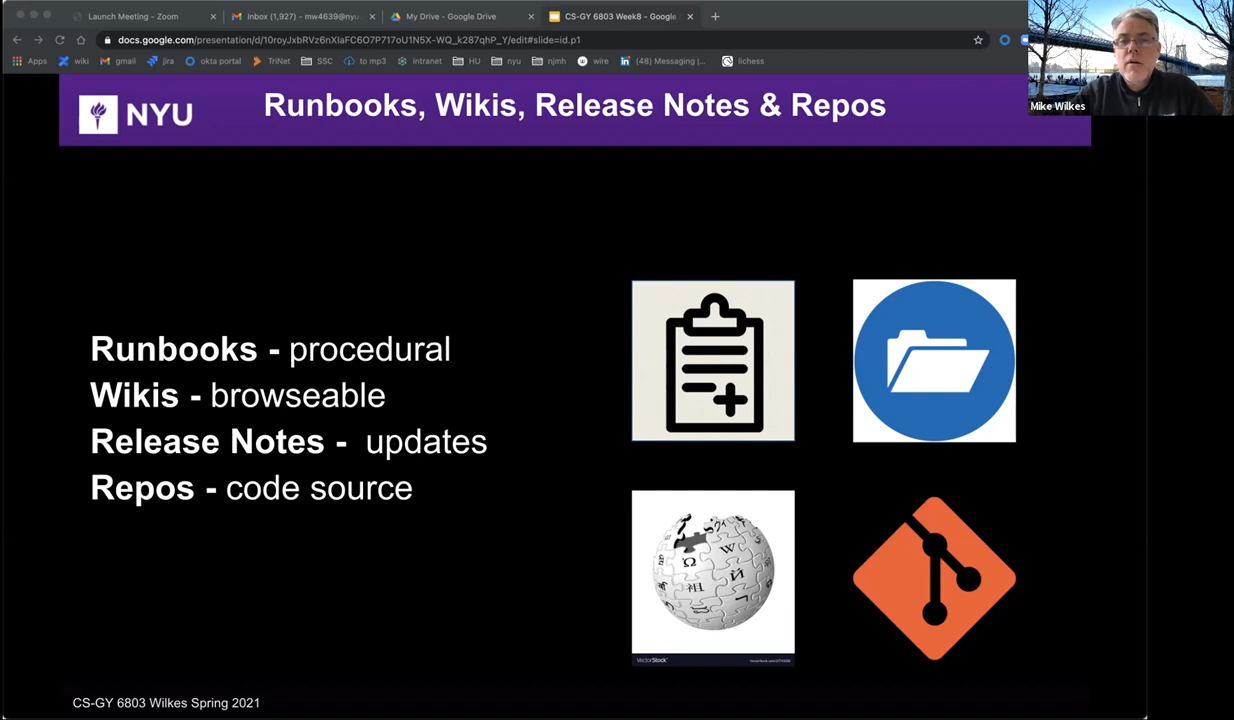 Launch Meeting - Zoom
Inbox (1,927) - mw4639@nyu
My Drive - Google Drive
CS-GY 6803 Week8 - Google
docs.google.com/presentation/d/10royJxbRVz6nXlaFC6O7P717oU1N5X-WQ_k287qhP_Y/edit#slide=id.p1
Apps wiki gmail jira okta portal TriNet SSC to mp3 intranet HU nyu njmh wire (48) Messaging |... lichess
Mike Wilkes
NYU
Runbooks, Wikis, Release Notes & Repos
Runbooks - procedural
Wikis - browseable
Release Notes - updates
Repos - code source
Ω
W
И
祖
VectorStock
CS-GY 6803 Wilkes Spring 2021